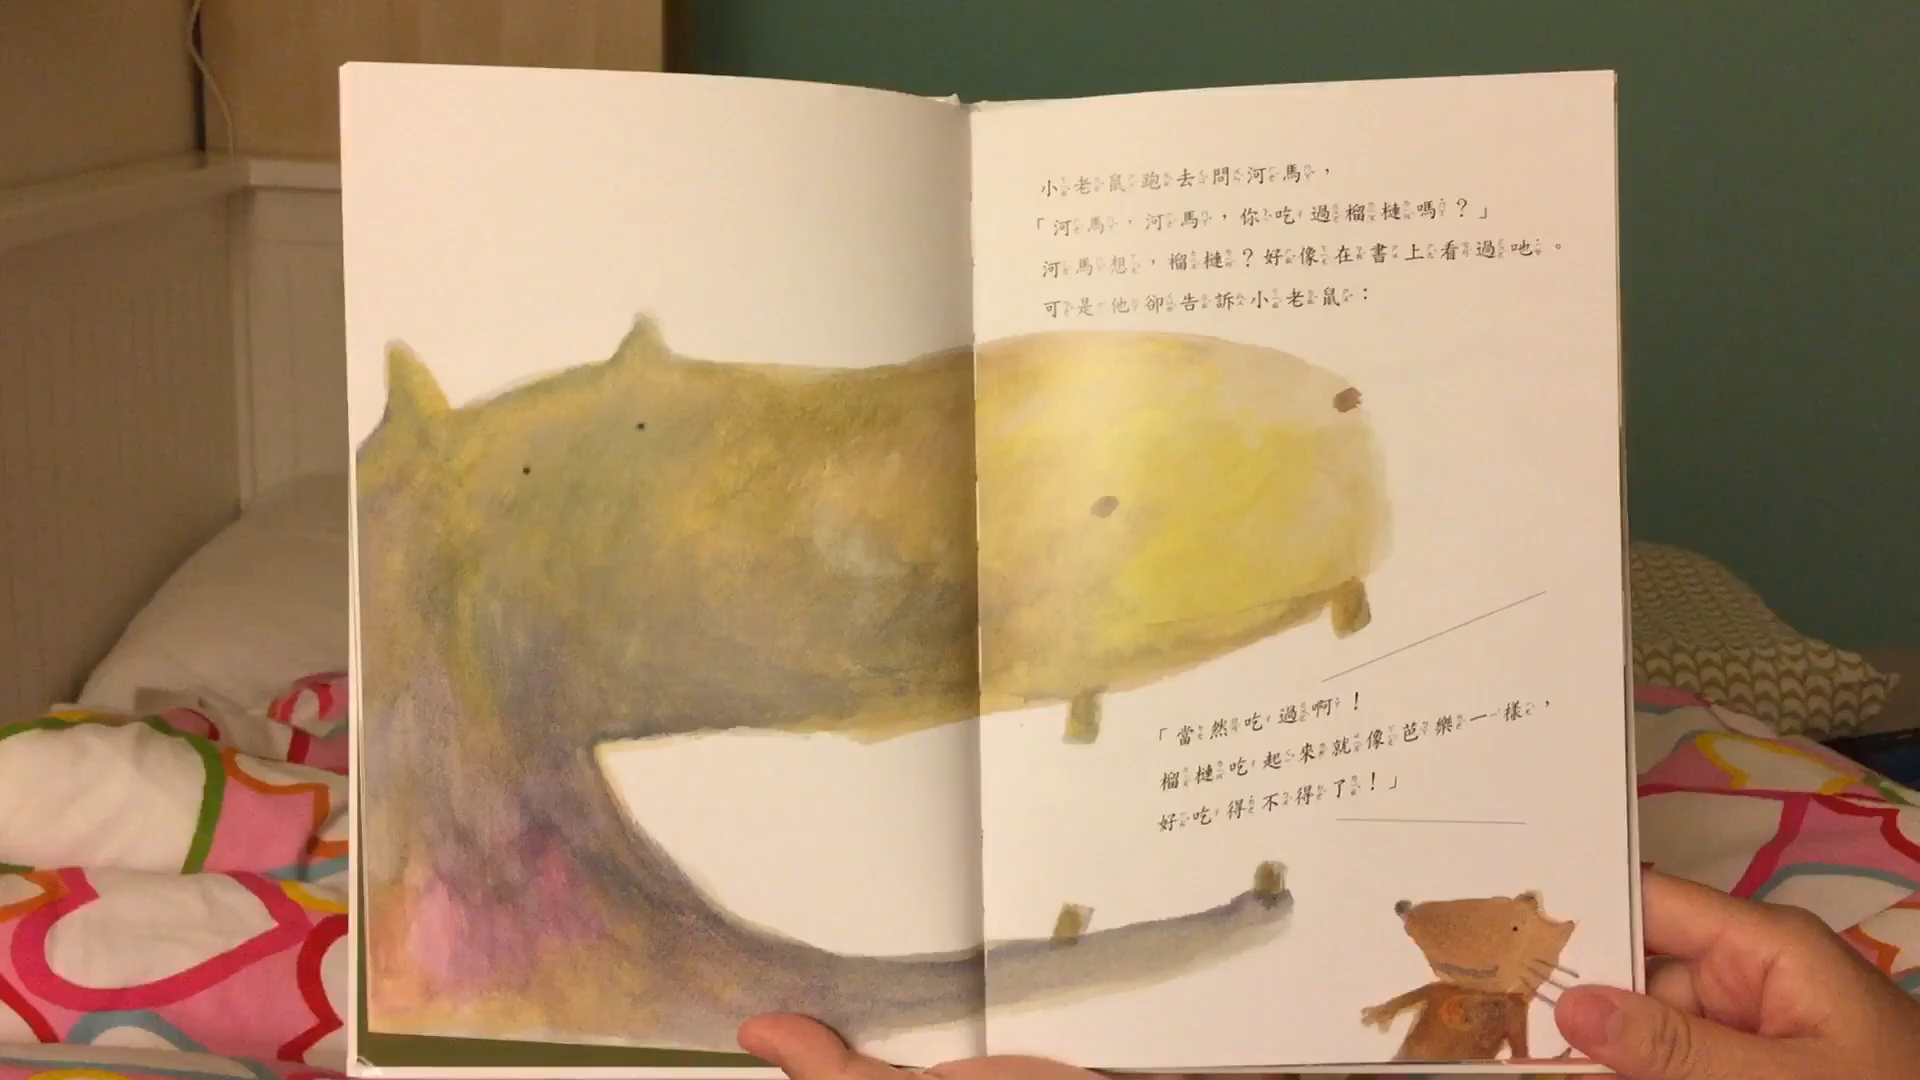 小老鼠跑去問河馬，
「河馬，河馬，你吃過榴槤嗎？」
河馬想，榴槤？好像在書上看過吔。
可是他卻告訴小老鼠：
「當然吃過啊！
榴槤吃起來就像芭樂一樣，
好吃得不得了！」